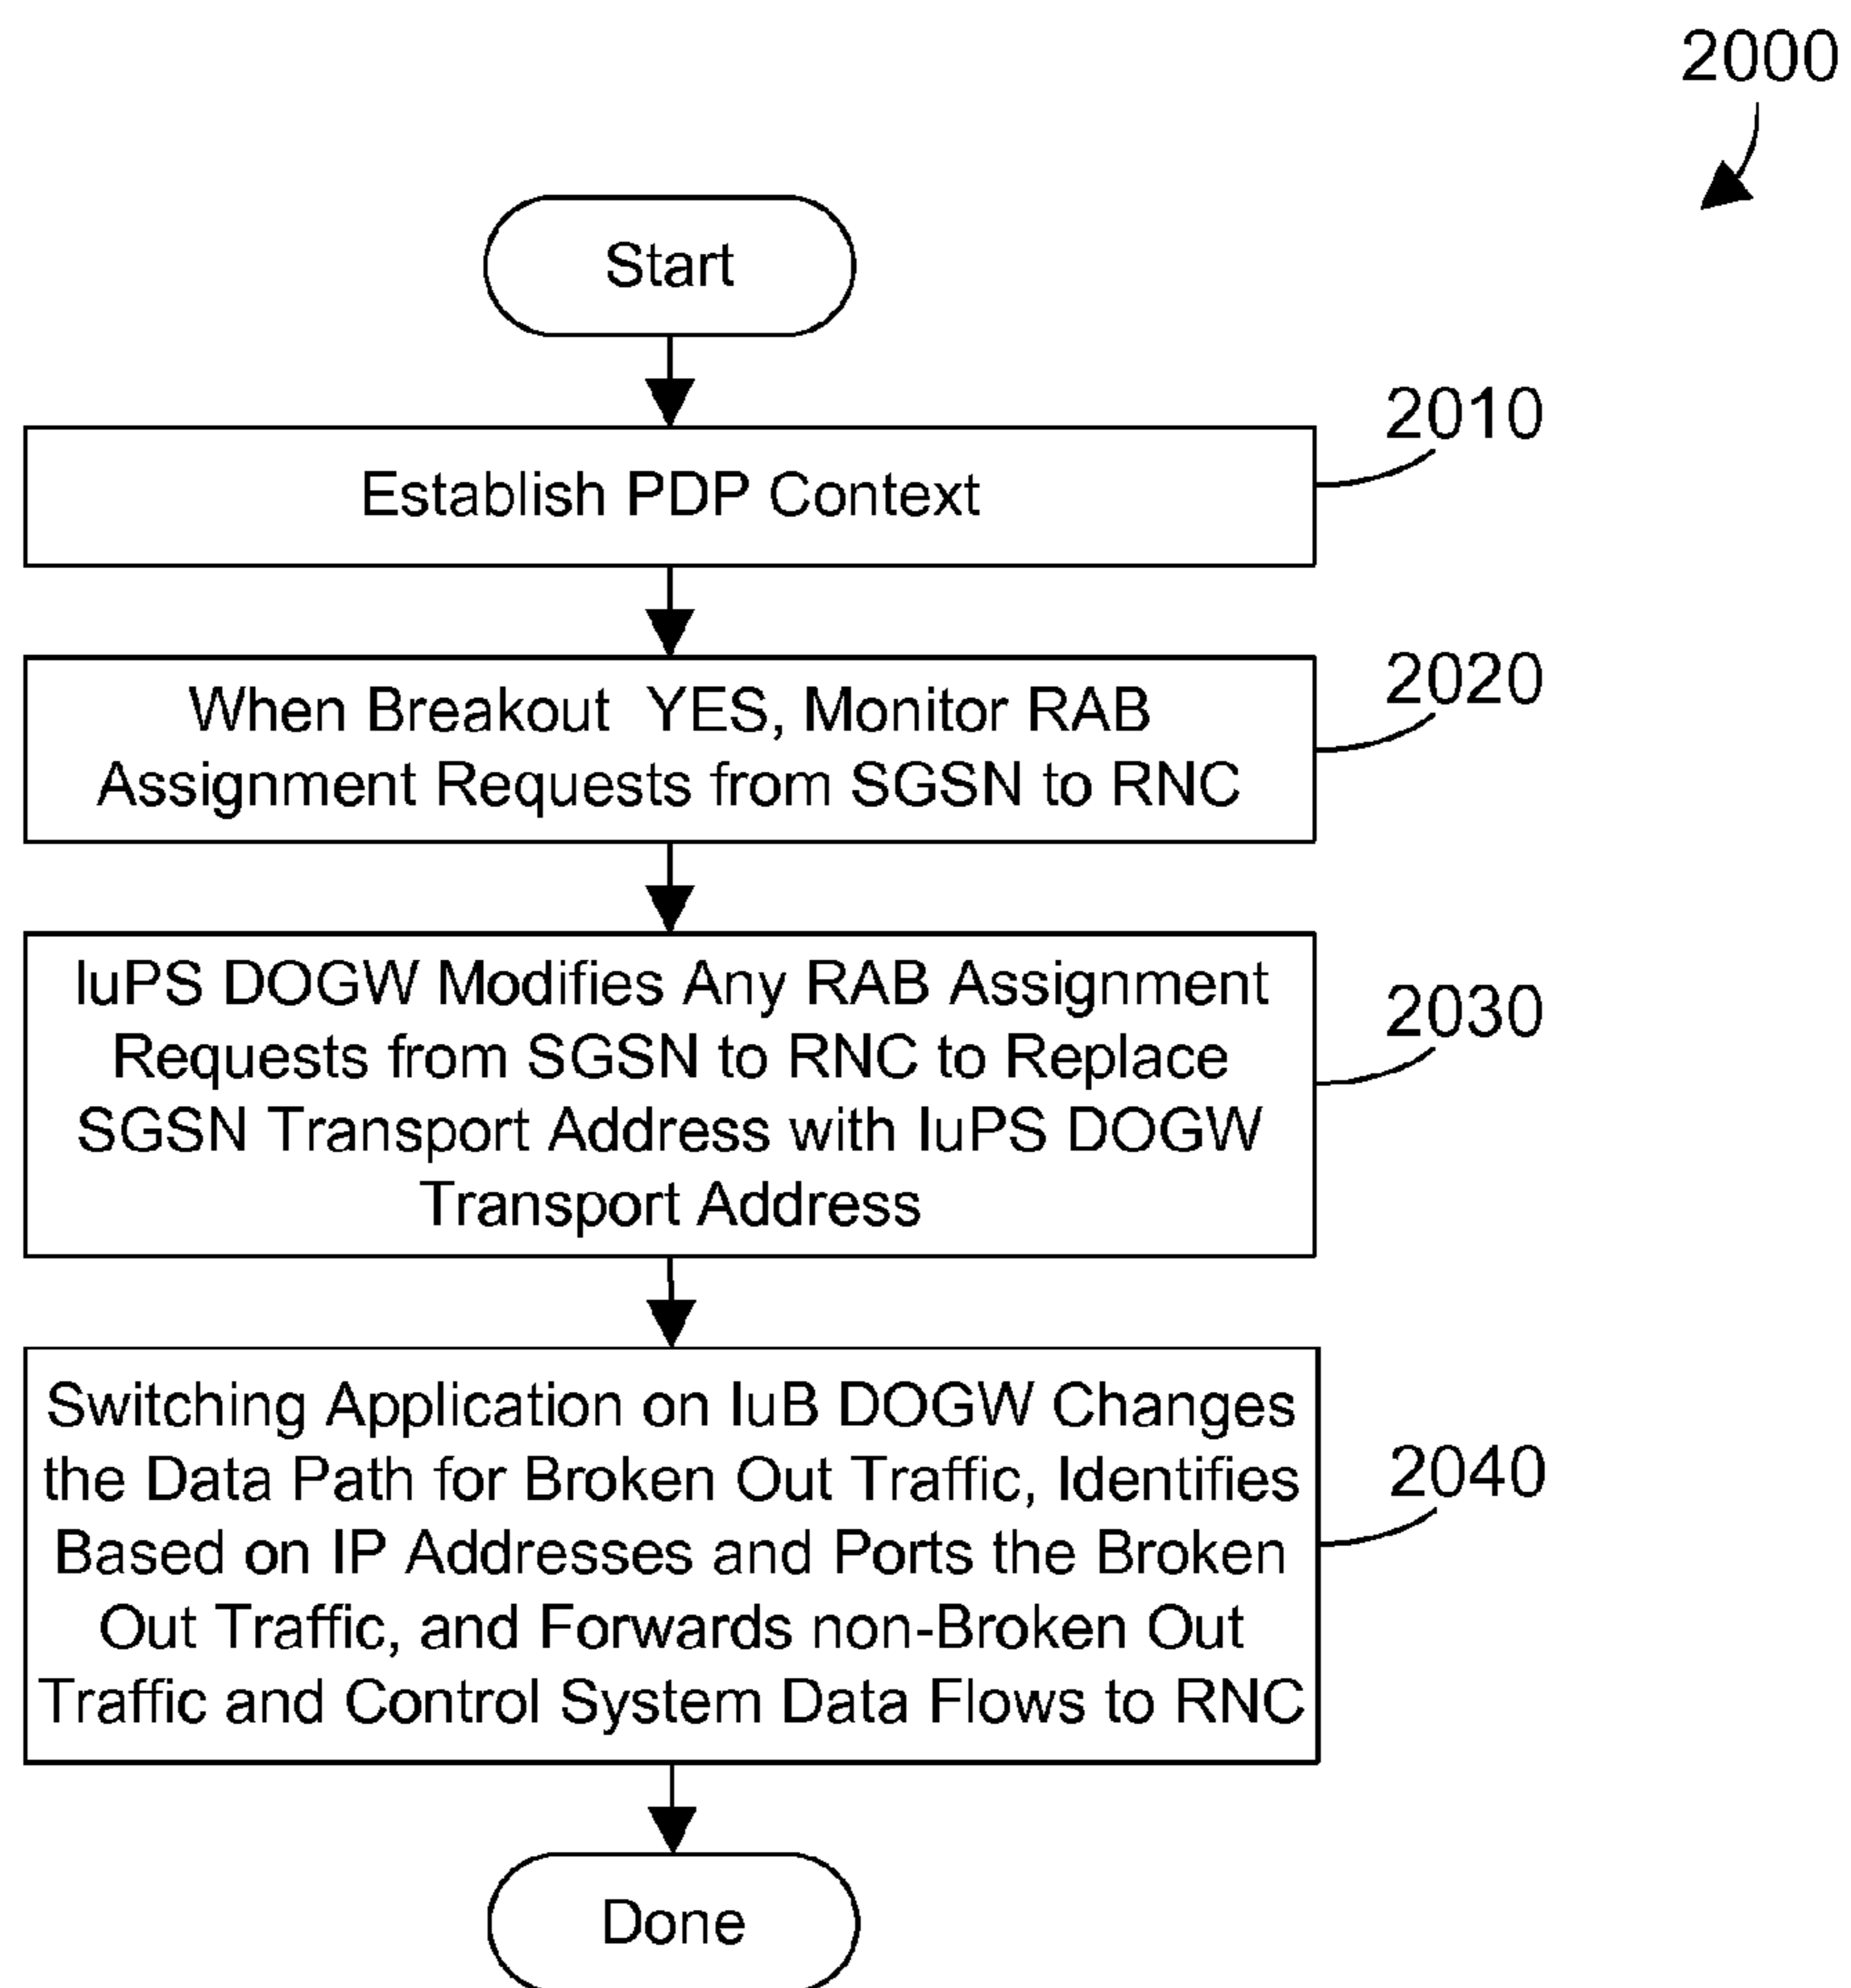 2000
Start
2010
Establish PDP Context
2020
When Breakout YES, Monitor RAB
Assignment Requests from SGSN to RNC
2030
IuPS DOGW Modifies Any RAB Assignment
Requests from SGSN to RNC to Replace
SGSN Transport Address with IuPS DOGW
Transport Address
2040
Switching Application on IuB DOGW Changes
the Data Path for Broken Out Traffic, Identifies
Based on IP Addresses and Ports the Broken
Out Traffic, and Forwards non-Broken Out
Traffic and Control System Data Flows to RNC
Done